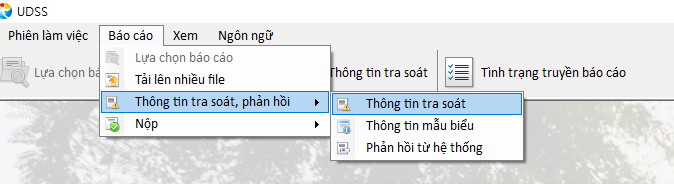 UDSS
Phiên làm việc Báo cáo Xem Ngôn ngữ
Lựa chọn báo cáo
Tải lên nhiều file
Thông tin tra soát, phản hồi
Nộp
Thông tin tra soát
Thông tin mẫu biểu
Phản hồi từ hệ thống
Lựa chọn bá Thông tin tra soát Tình trạng truyền báo cáo